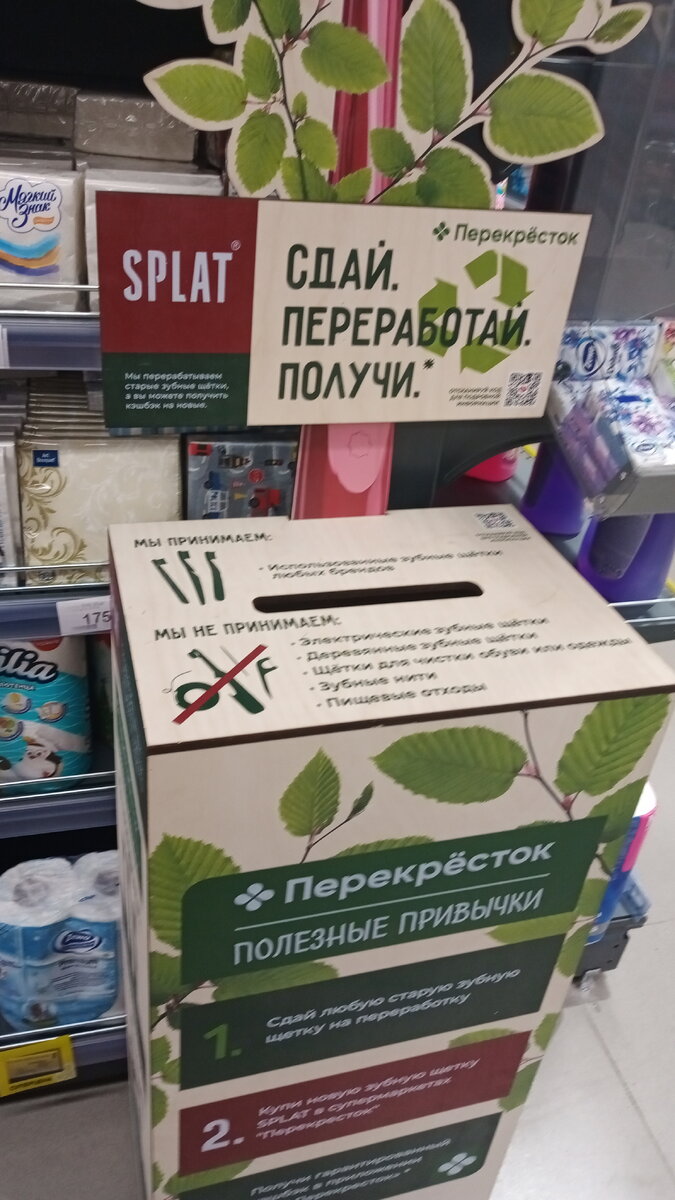 Мягкий
Знак
SPLAT®
Мы перерабатываем
старые зубные щётки,
а вы можете получить
кэшбэк на новые.
Перекрёсток
СДАЙ.
ПЕРЕРАБОТАЙ.
ПОЛУЧИ.*
МЫ ПРИНИМАЕМ:
• Использованные зубные щётки
любых брендов
МЫ НЕ ПРИНИМАЕМ:
• Электрические зубные щётки
• Деревянные зубные щётки
• Щётки для чистки обуви или одежды
• Зубные нити
• Пищевые отходы
175
Перекрёсток
ПОЛЕЗНЫЕ ПРИВЫЧКИ
1. Сдай любую старую зубную
щетку на переработку
2. Купи новую зубную щетку
SPLAT в супермаркетах
"Перекресток"
Получи гарантированный
в приложении